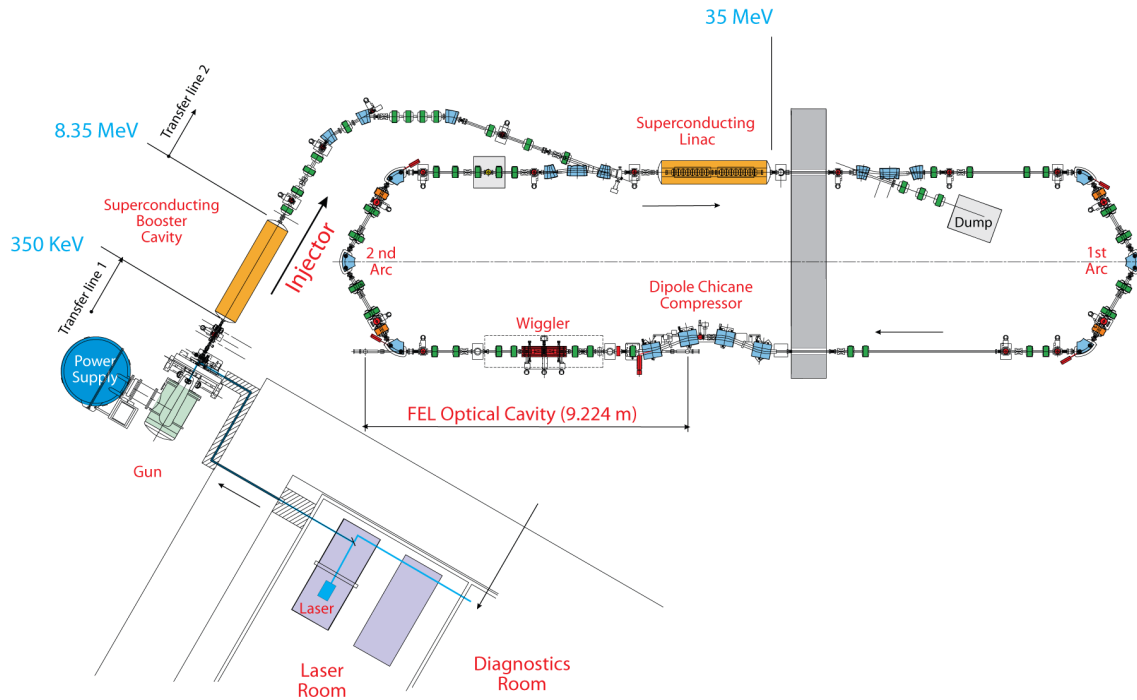 35 MeV
Transfer line 2
8.35 MeV
Superconducting
Linac
Superconducting
Booster
Cavity
Injector
Dump
350 KeV
2 nd
Arc
1st
Arc
Transfer line 1
Dipole Chicane
Compressor
Wiggler
Power
Supply
FEL Optical Cavity (9.224 m)
Gun
Laser
Laser
Room
Diagnostics
Room